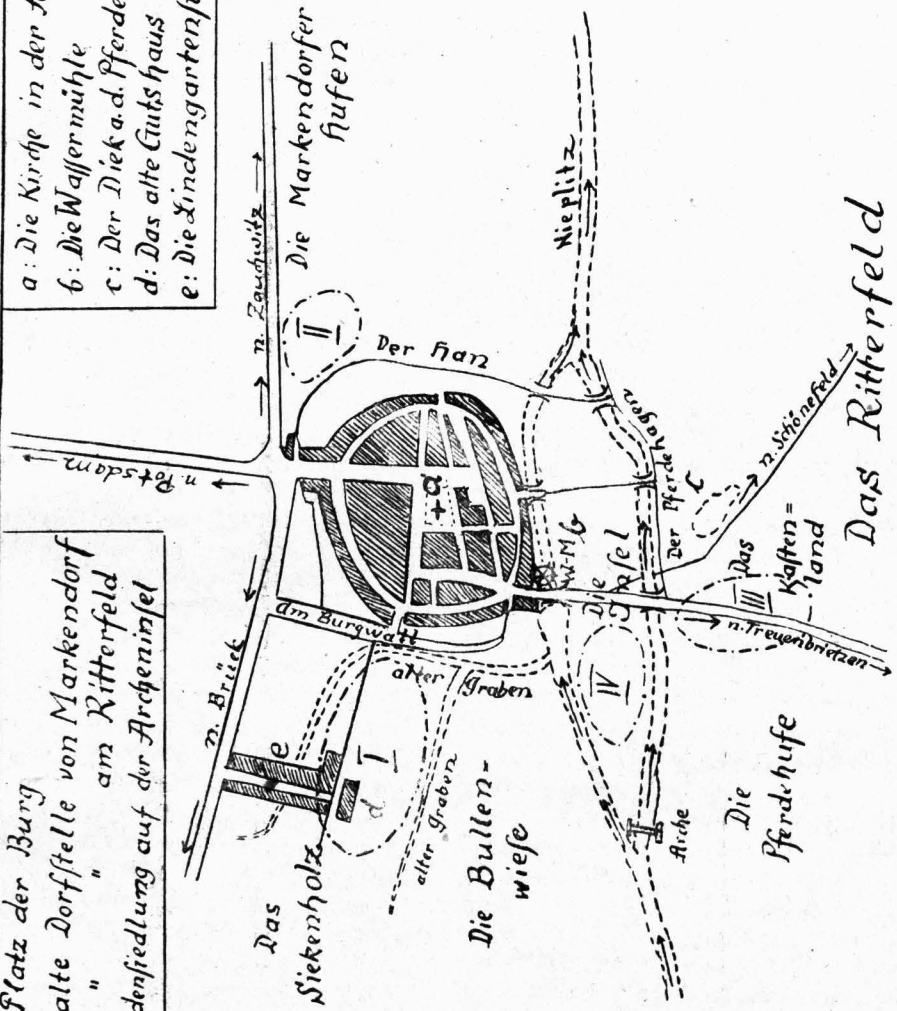 Platz der Burg
alte Dorfstelle von Markendorf
" " am Ritterfeld
densiedlung auf der Archeninsel
a: Die Kirche in der
b: Die Wassermühle
c: Der Diek a.d. Pferde
d: Das alte Gutshaus
e: Die Lindengartenst
n. Brück
n. Potsdam
n. Zauchwitz
Die Markendorfer
Hufen
II
Der Han
am Burgwall
+a
e
d
I
Das
Siekenholz
alter Graben
alter Graben
Die Bullen=
wiese
W-M b
Die
Insel
IV
Nieplitz
Der Pferdehagen
c
n. Schönefeld
Das
III
Kasten=
land
n. Treuenbrietzen
Arche
Die
Pferdehufe
Das Ritterfeld